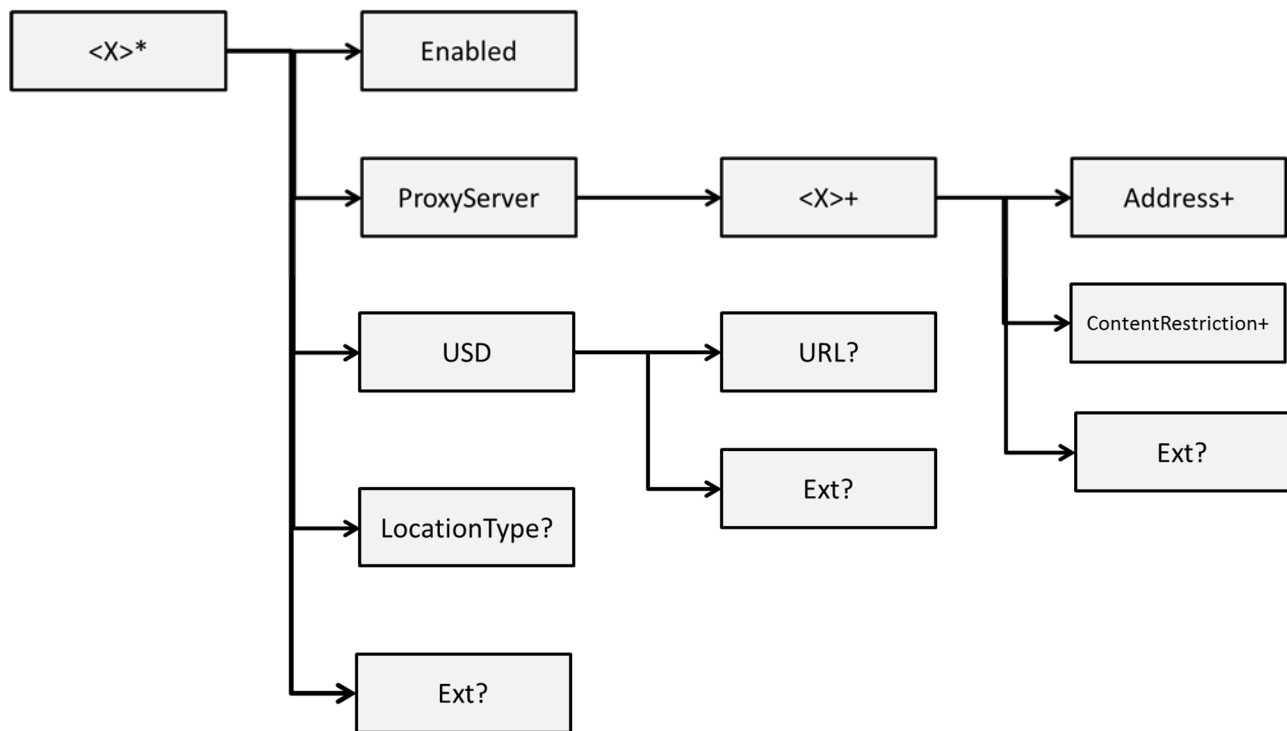 <X>*
Enabled
ProxyServer
<X>+
Address+
ContentRestriction+
USD
URL?
Ext?
Ext?
LocationType?
Ext?